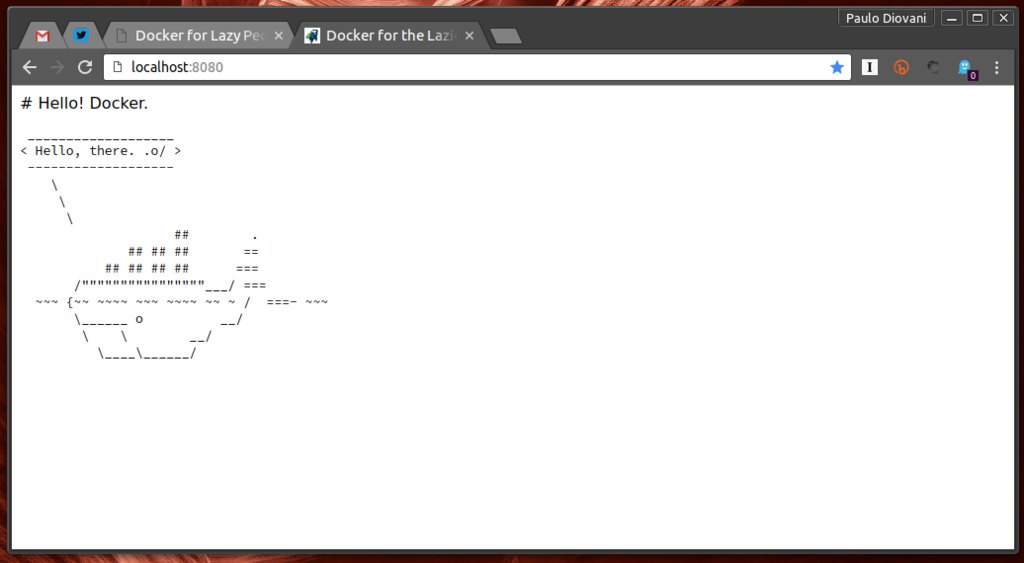 Paulo Diovani
Docker for Lazy Pe
Docker for the Lazi
localhost:8080
I
0
# Hello! Docker.
 ___________________
< Hello, there. .o/ >
 -------------------
    \
     \
      \
                    ##        .
              ## ## ##       ==
           ## ## ## ##      ===
       /""""""""""""""""___/ ===
  ~~~ {~~ ~~~~ ~~~ ~~~~ ~~ ~ /  ===- ~~~
       \______ o          __/
        \    \        __/
          \____\______/